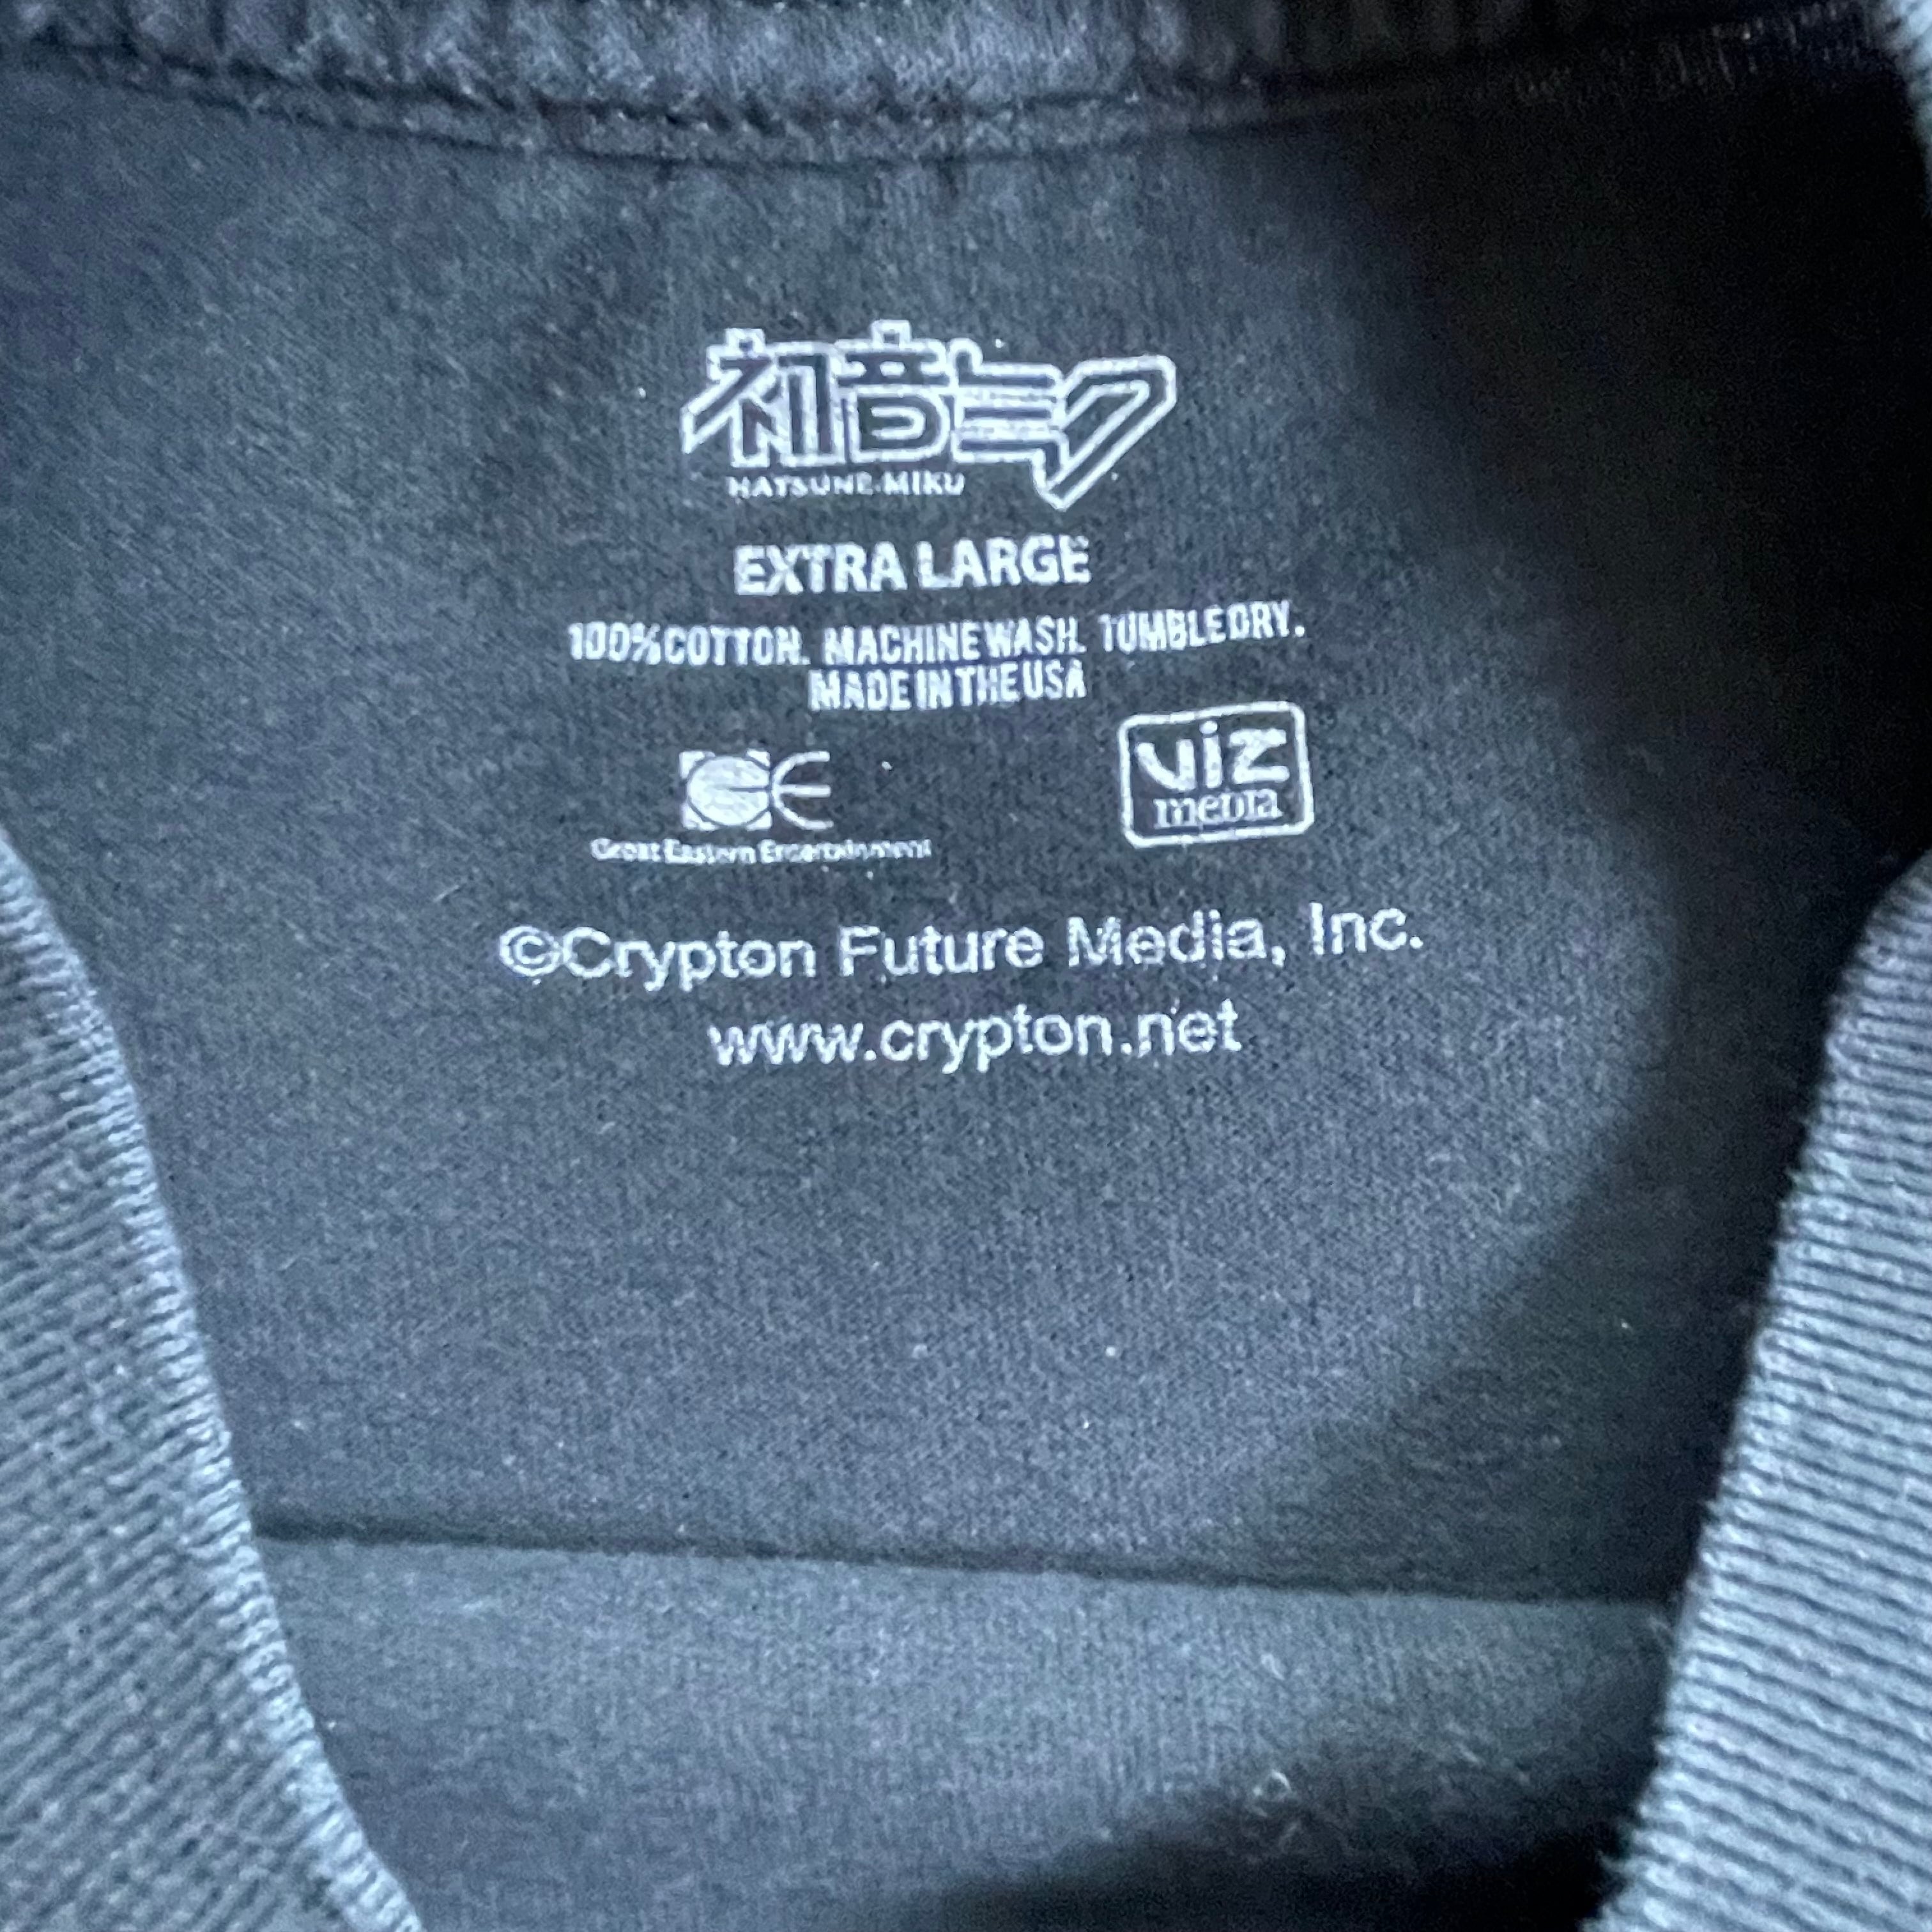 初音ミク
HATSUNE MIKU
EXTRA LARGE
100% COTTON. MACHINE WASH. TUMBLE DRY.
MADE IN THE USA
GE
Great Eastern Entertainment
viz
media
©Crypton Future Media, Inc.
www.crypton.net